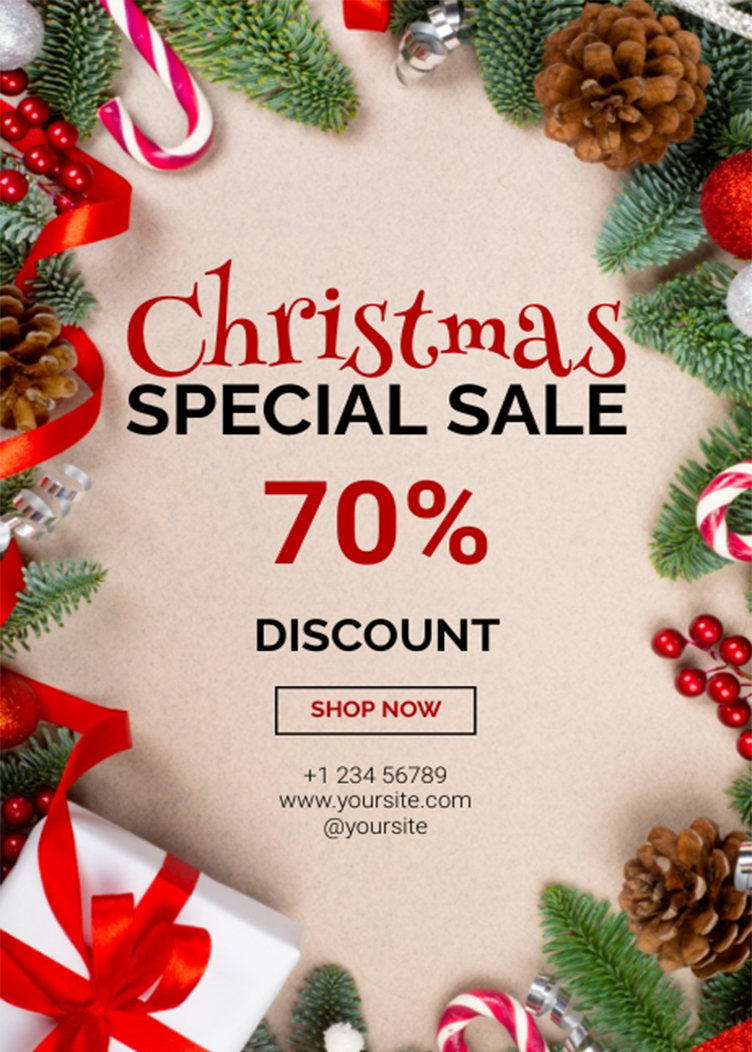 Christmas
SPECIAL SALE
70%
DISCOUNT
SHOP NOW
+1 234 56789
www.yoursite.com
@yoursite